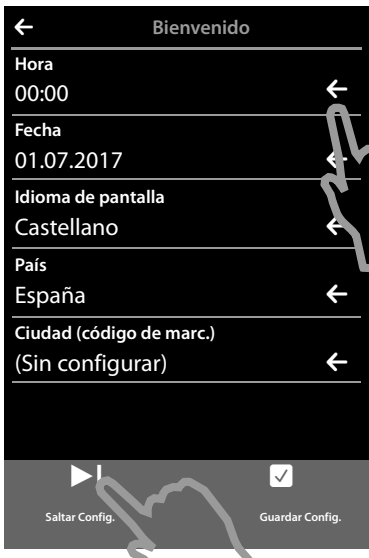 Bienvenido
Hora
00:00
Fecha
01.07.2017
Idioma de pantalla
Castellano
País
España
Ciudad (código de marc.)
(Sin configurar)
Saltar Config. Guardar Config.